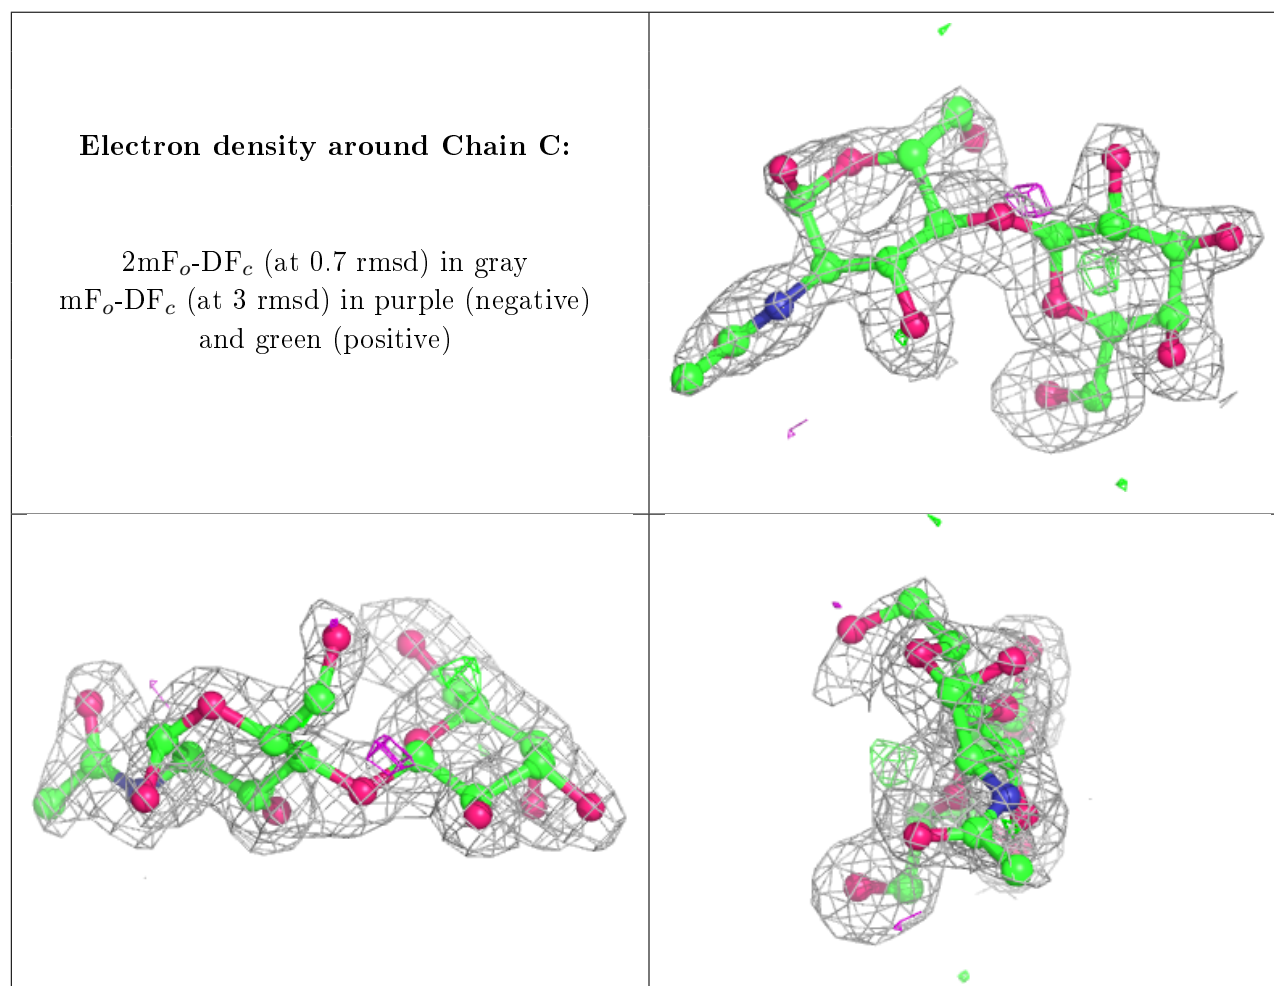 Electron density around Chain C:
2mFo-DFc (at 0.7 rmsd) in gray
mFo-DFc (at 3 rmsd) in purple (negative)
and green (positive)